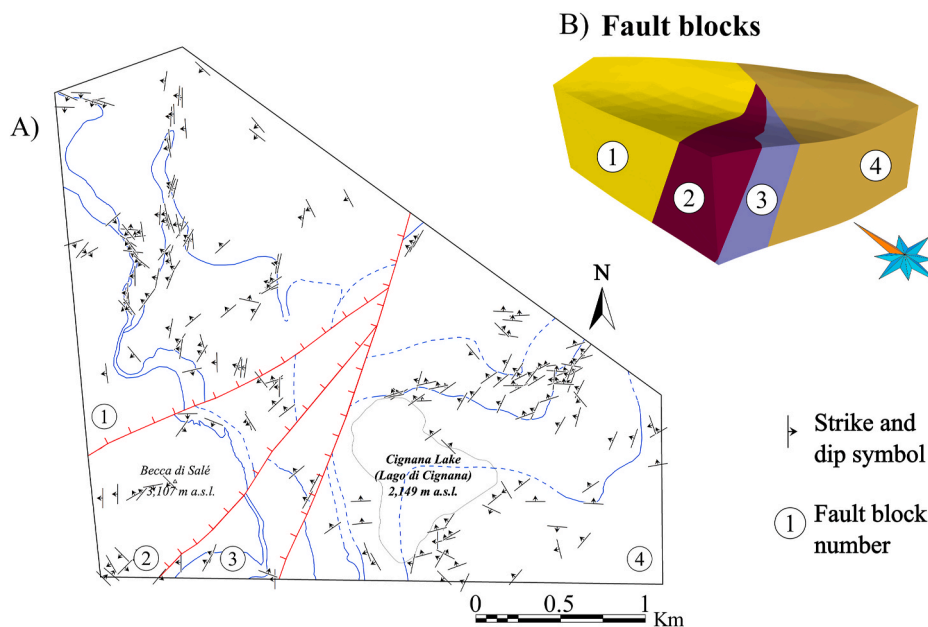 B) Fault blocks
A)
1
2
3
4
N
1
Becca di Salé
3,107 m a.s.l.
Cignana Lake
(Lago di Cignana)
2,149 m a.s.l.
2
3
4
Strike and
dip symbol
1
Fault block
number
0 0.5 1
Km